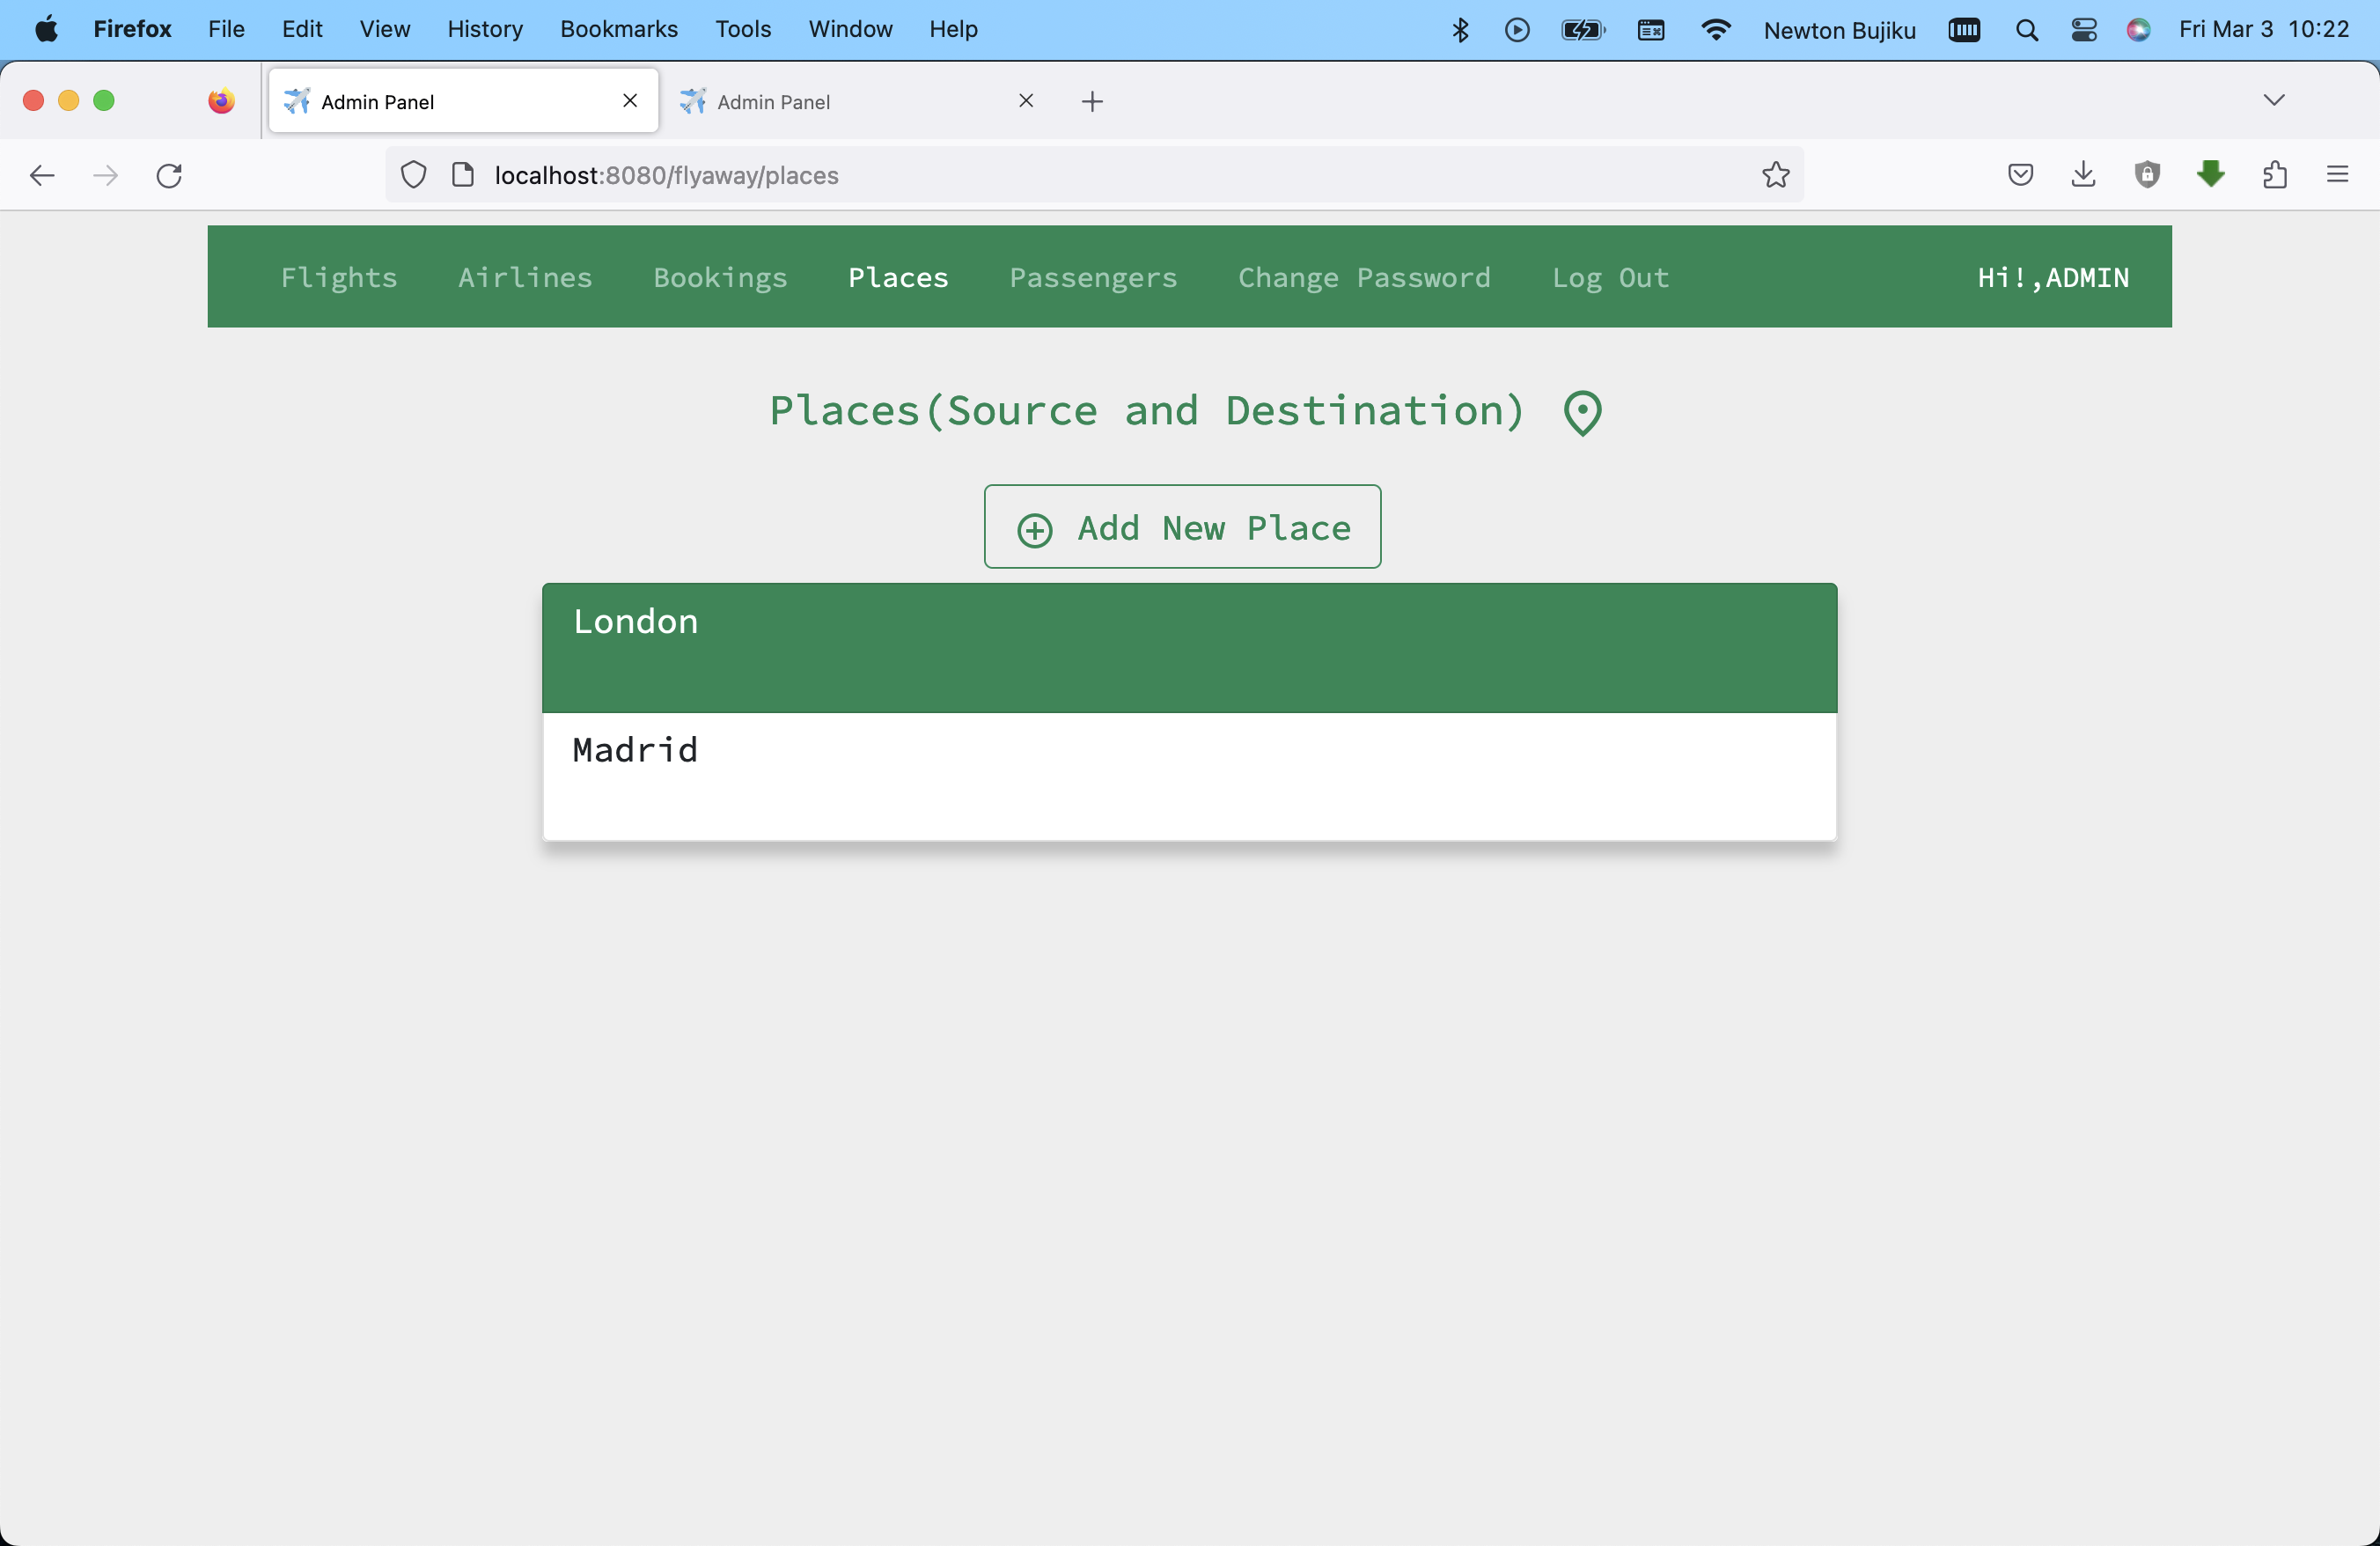 Firefox File Edit View History Bookmarks Tools Window Help Newton Bujiku Fri Mar 3 10:22
Admin Panel Admin Panel
localhost:8080/flyaway/places
Flights Airlines Bookings Places Passengers Change Password Log Out Hi!,ADMIN
Places(Source and Destination)
Add New Place
London
Madrid